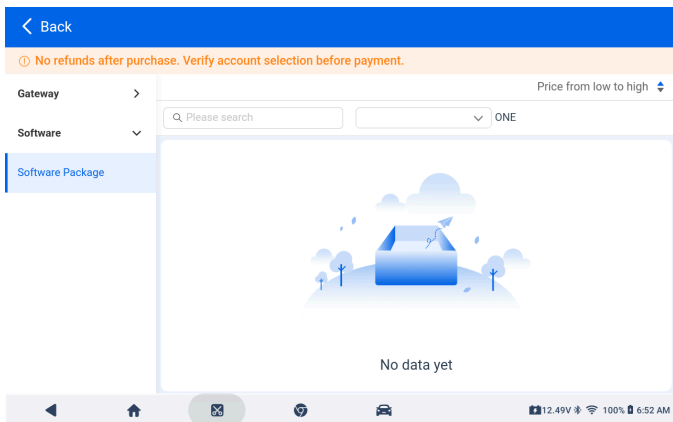 Back
No refunds after purchase. Verify account selection before payment.
Gateway
Price from low to high
Please search
ONE
Software
Software Package
No data yet
12.49V 100% 6:52 AM